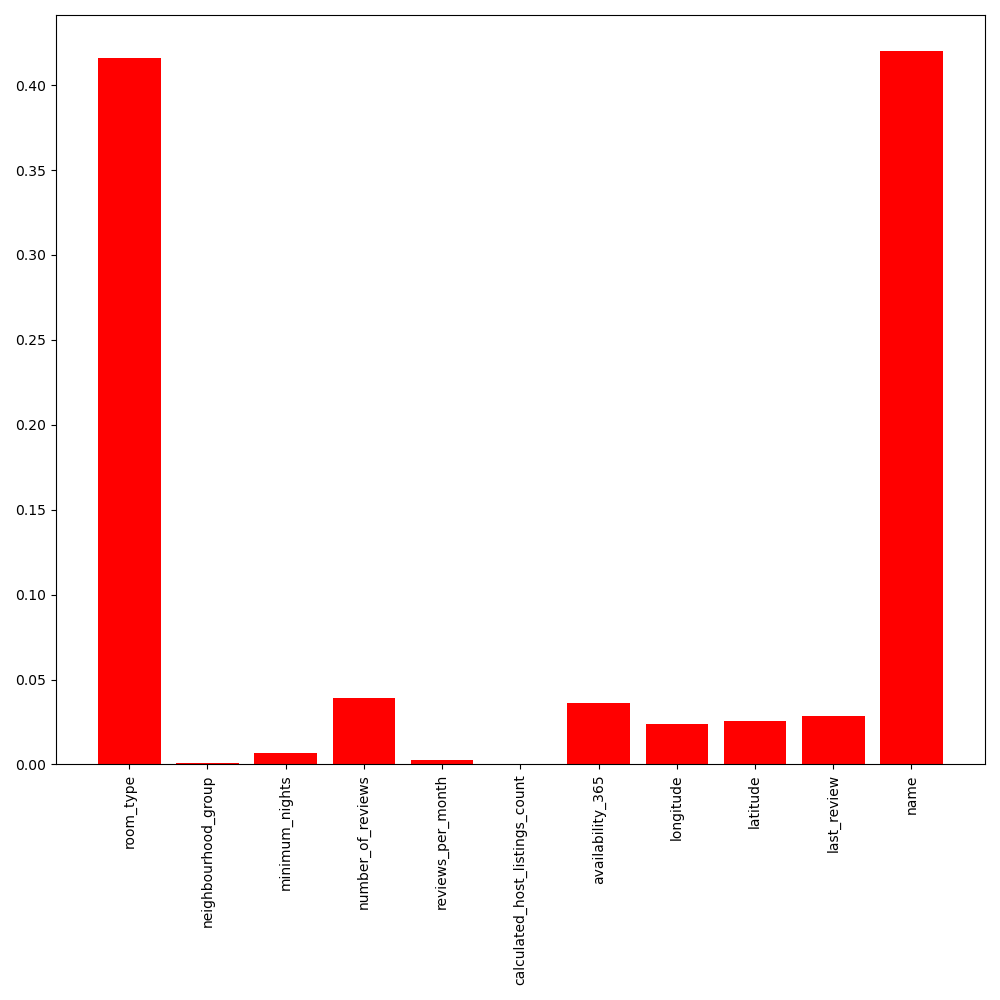 0.40
0.35
0.30
0.25
0.20
0.15
0.10
0.05
0.00
room_type
neighbourhood_group
minimum_nights
number_of_reviews
reviews_per_month
calculated_host_listings_count
availability_365
longitude
latitude
last_review
name